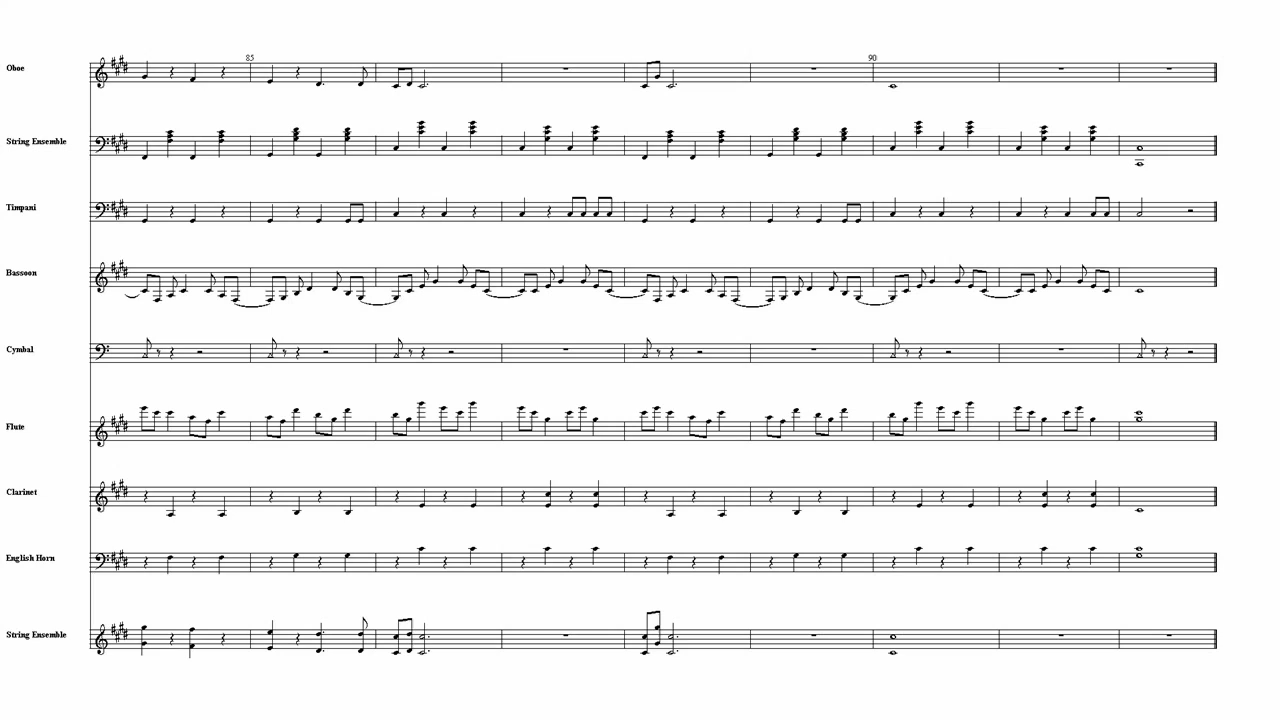 85
90
Oboe
String Ensemble
Timpani
Bassoon
Cymbal
Flute
Clarinet
English Horn
String Ensemble